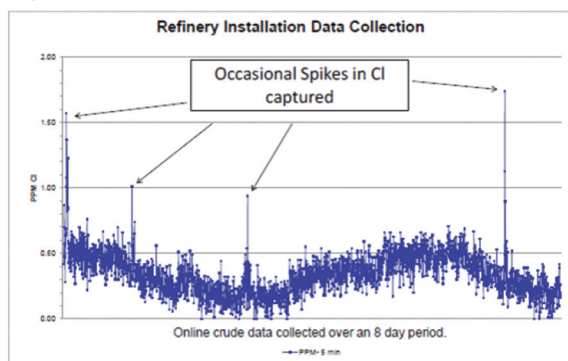 Refinery Installation Data Collection
2.00
Occasional Spikes in Cl
captured
1.50
PPM Cl
1.00
0.50
0.00
Online crude data collected over an 8 day period.
PPM- 5 min